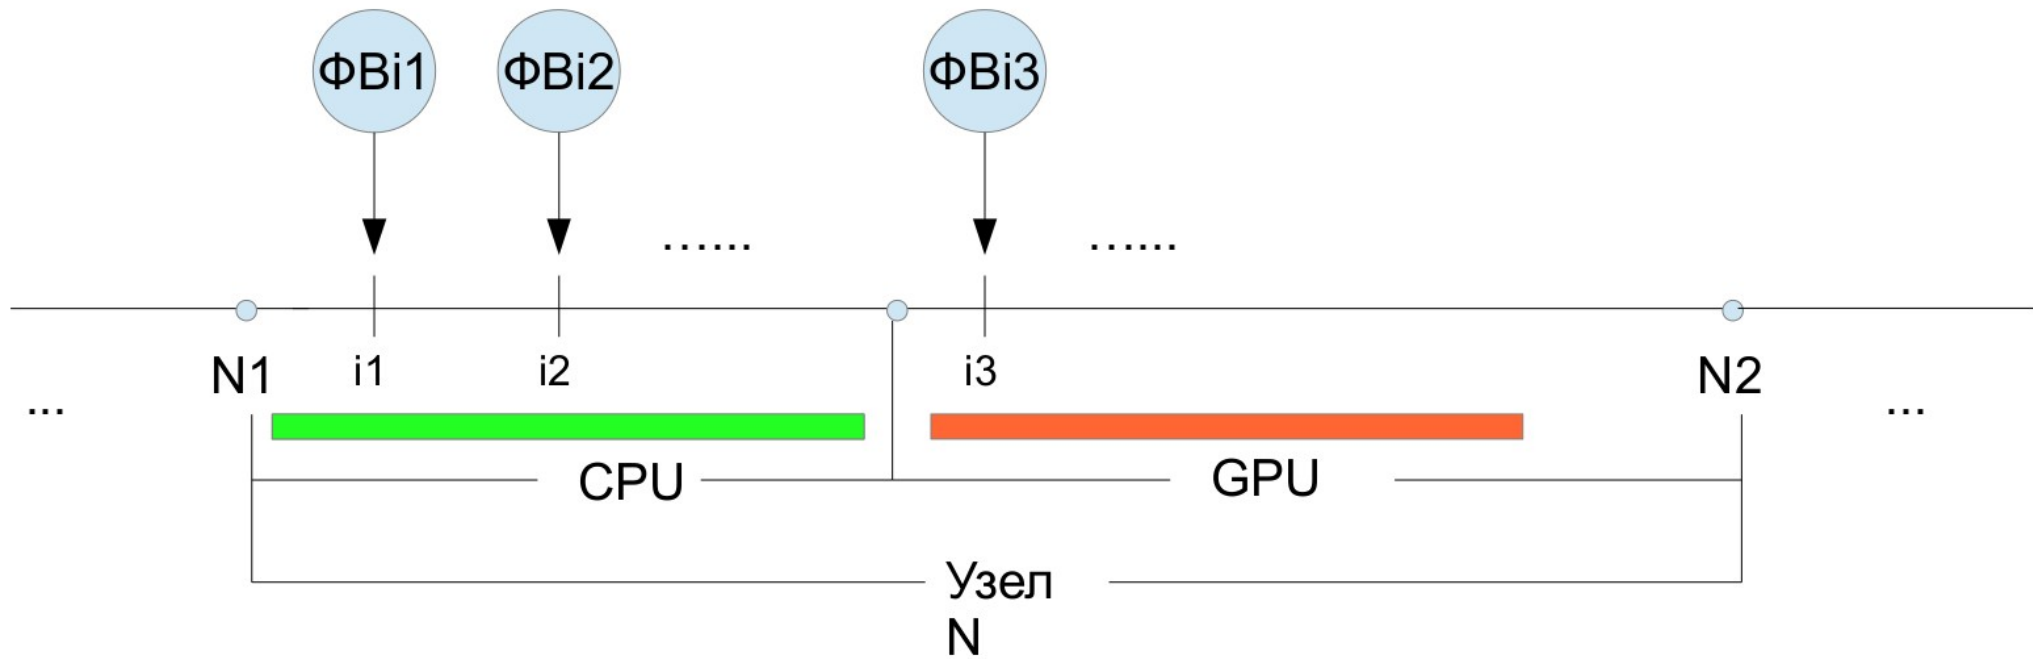 ФВi1 ФВi2 ФВi3
…... …....
N1 i1 i2 i3 N2
... ...
CPU GPU
Узел
N